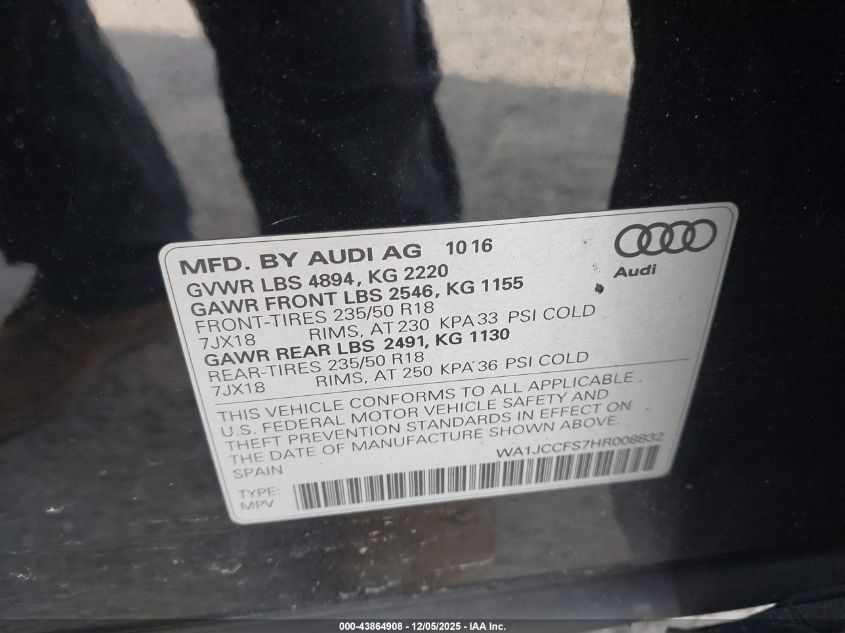 MFD. BY AUDI AG 10 16
GVWR LBS 4894, KG 2220
GAWR FRONT LBS 2546, KG 1155
FRONT-TIRES 235/50 R18
7JX18 RIMS, AT 230 KPA 33 PSI COLD
GAWR REAR LBS 2491, KG 1130
REAR-TIRES 235/50 R18
7JX18 RIMS, AT 250 KPA 36 PSI COLD
THIS VEHICLE CONFORMS TO ALL APPLICABLE
U.S. FEDERAL MOTOR VEHICLE SAFETY AND
THEFT PREVENTION STANDARDS IN EFFECT ON
THE DATE OF MANUFACTURE SHOWN ABOVE.
SPAIN WA1JCCFS7HR008832
TYPE:
MPV
Audi
000-43864908 - 12/05/2025 - IAA Inc.